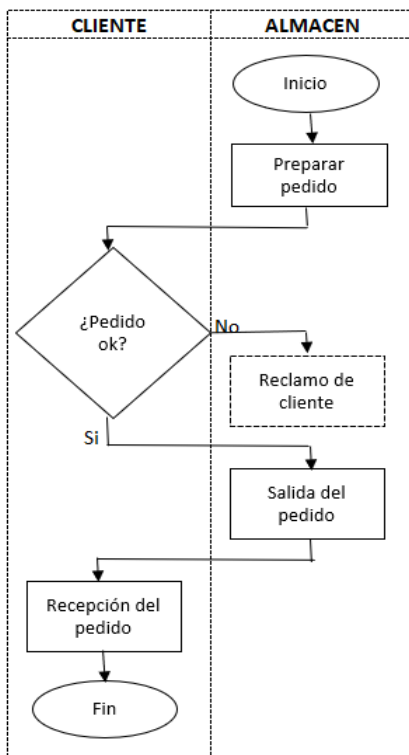 CLIENTE
ALMACEN
Inicio
Preparar
pedido
¿Pedido
ok?
No
Reclamo de
cliente
Si
Salida del
pedido
Recepción del
pedido
Fin